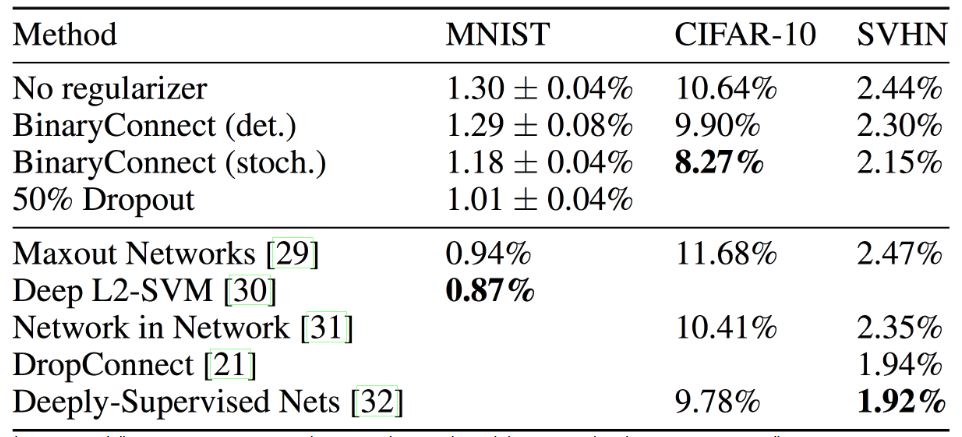 Method MNIST CIFAR-10 SVHN
No regularizer 1.30 ± 0.04% 10.64% 2.44%
BinaryConnect (det.) 1.29 ± 0.08% 9.90% 2.30%
BinaryConnect (stoch.) 1.18 ± 0.04% 8.27% 2.15%
50% Dropout 1.01 ± 0.04%
Maxout Networks [29] 0.94% 11.68% 2.47%
Deep L2-SVM [30] 0.87%
Network in Network [31] 10.41% 2.35%
DropConnect [21] 1.94%
Deeply-Supervised Nets [32] 9.78% 1.92%